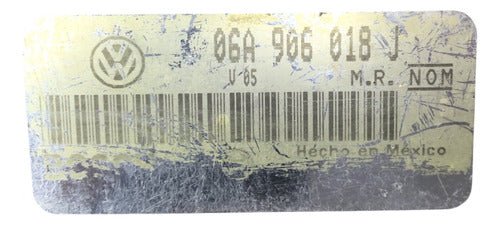 06A 906 018 J
V 05 M.R. NOM
Hecho en México